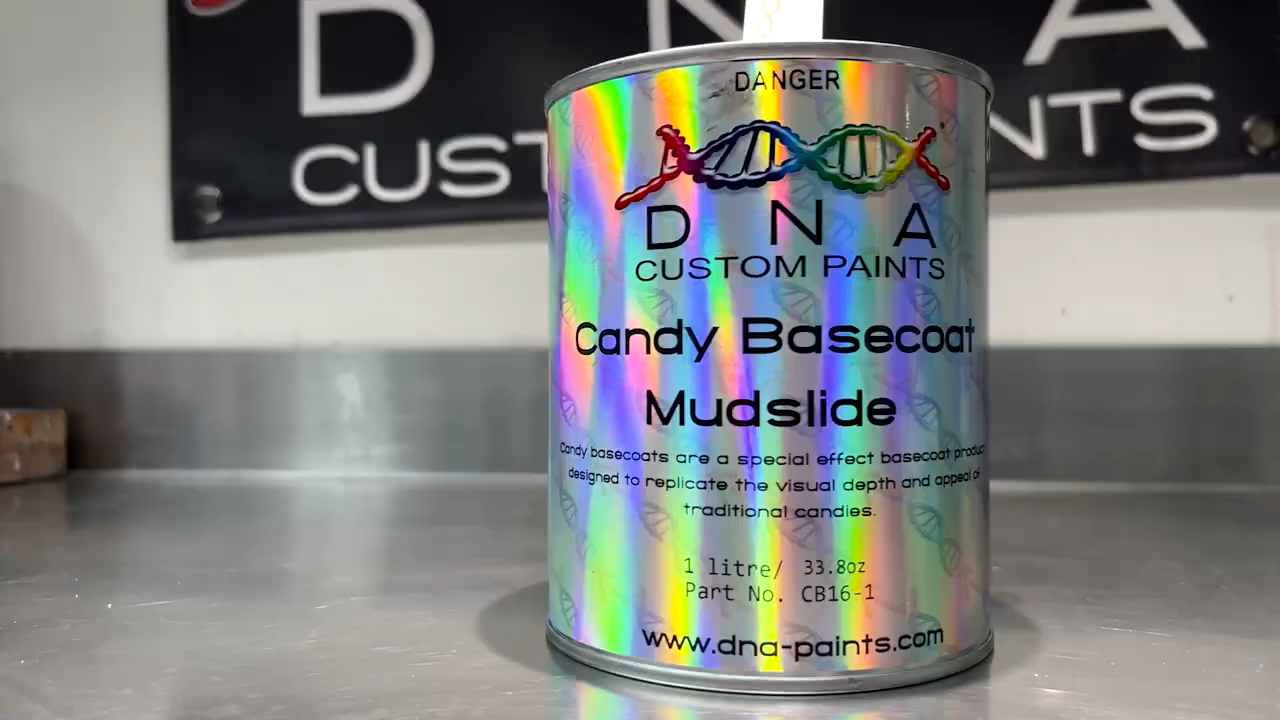 D N A
CUST NTS
DANGER
D N A
CUSTOM PAINTS
Candy Basecoat
Mudslide
Candy basecoats are a special effect basecoat product
designed to replicate the visual depth and appeal of
traditional candies.
1 litre/ 33.8oz
Part No. CB16-1
www.dna-paints.com